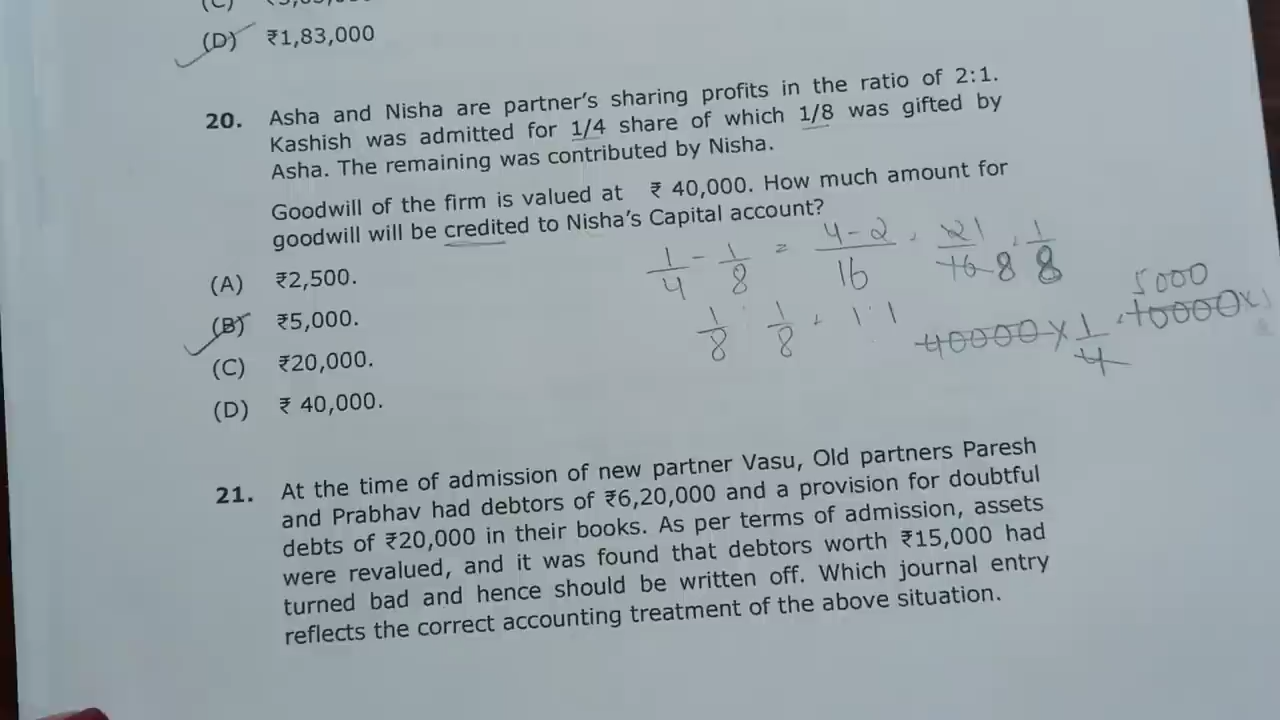 (C)
(D) ₹1,83,000
20. Asha and Nisha are partner's sharing profits in the ratio of 2:1.
Kashish was admitted for 1/4 share of which 1/8 was gifted by
Asha. The remaining was contributed by Nisha.
Goodwill of the firm is valued at ₹ 40,000. How much amount for
goodwill will be credited to Nisha's Capital account?
1/4 - 1/8 = 4-2/16 21/16 8 1/8
(A) ₹2,500.
1/8 : 1/8 1:1 40000 x 1/4 10000 x 5000
(B) ₹5,000.
(C) ₹20,000.
(D) ₹ 40,000.
21. At the time of admission of new partner Vasu, Old partners Paresh
and Prabhav had debtors of ₹6,20,000 and a provision for doubtful
debts of ₹20,000 in their books. As per terms of admission, assets
were revalued, and it was found that debtors worth ₹15,000 had
turned bad and hence should be written off. Which journal entry
reflects the correct accounting treatment of the above situation.